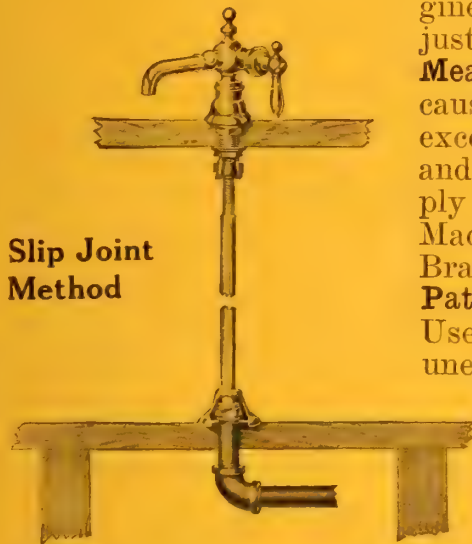 Slip Joint
Method
gine
just
Mea
caus
exce
and
ply
Mac
Bra
Pat
Use
une